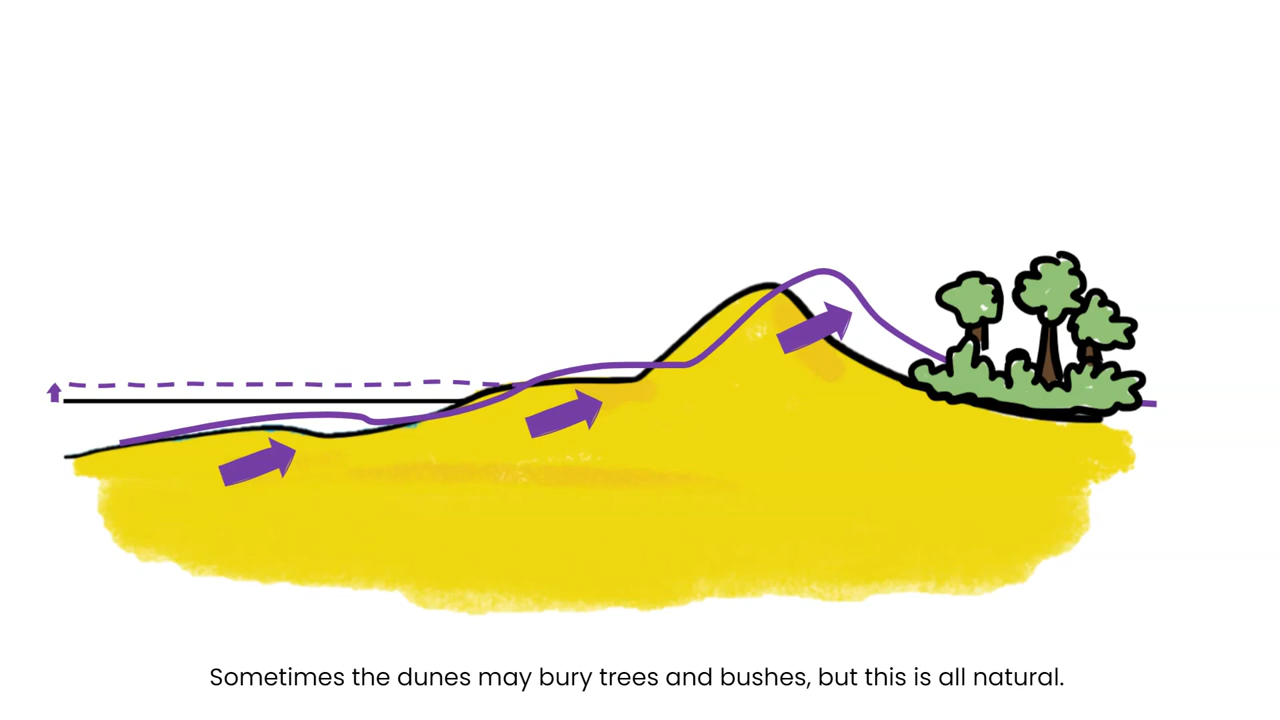 Sometimes the dunes may bury trees and bushes, but this is all natural.